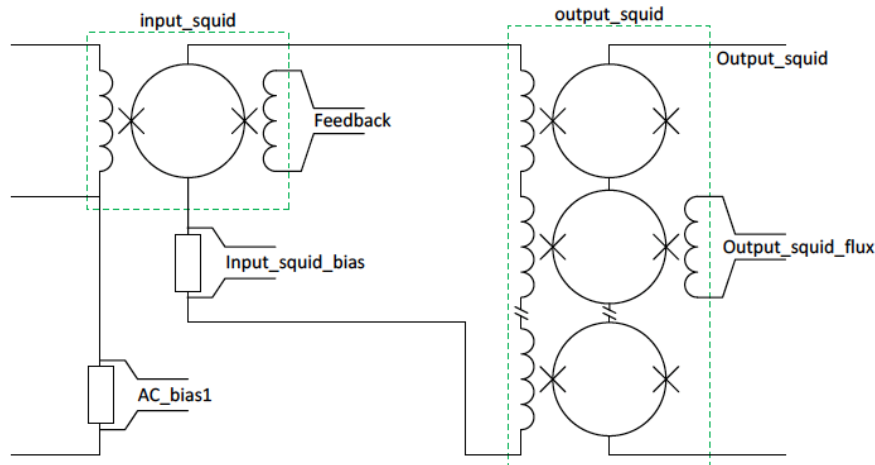 input_squid
output_squid
Output_squid
Feedback
Output_squid_flux
Input_squid_bias
AC_bias1